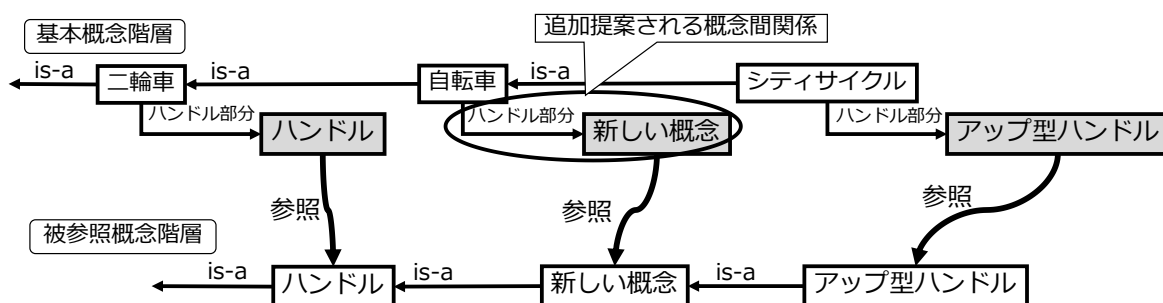 追加提案される概念間関係
基本概念階層
is-a
二輪車
is-a
自転車
is-a
シティサイクル
ハンドル部分
ハンドル
ハンドル部分
新しい概念
ハンドル部分
アップ型ハンドル
参照
参照
参照
被参照概念階層
is-a
ハンドル
is-a
新しい概念
is-a
アップ型ハンドル